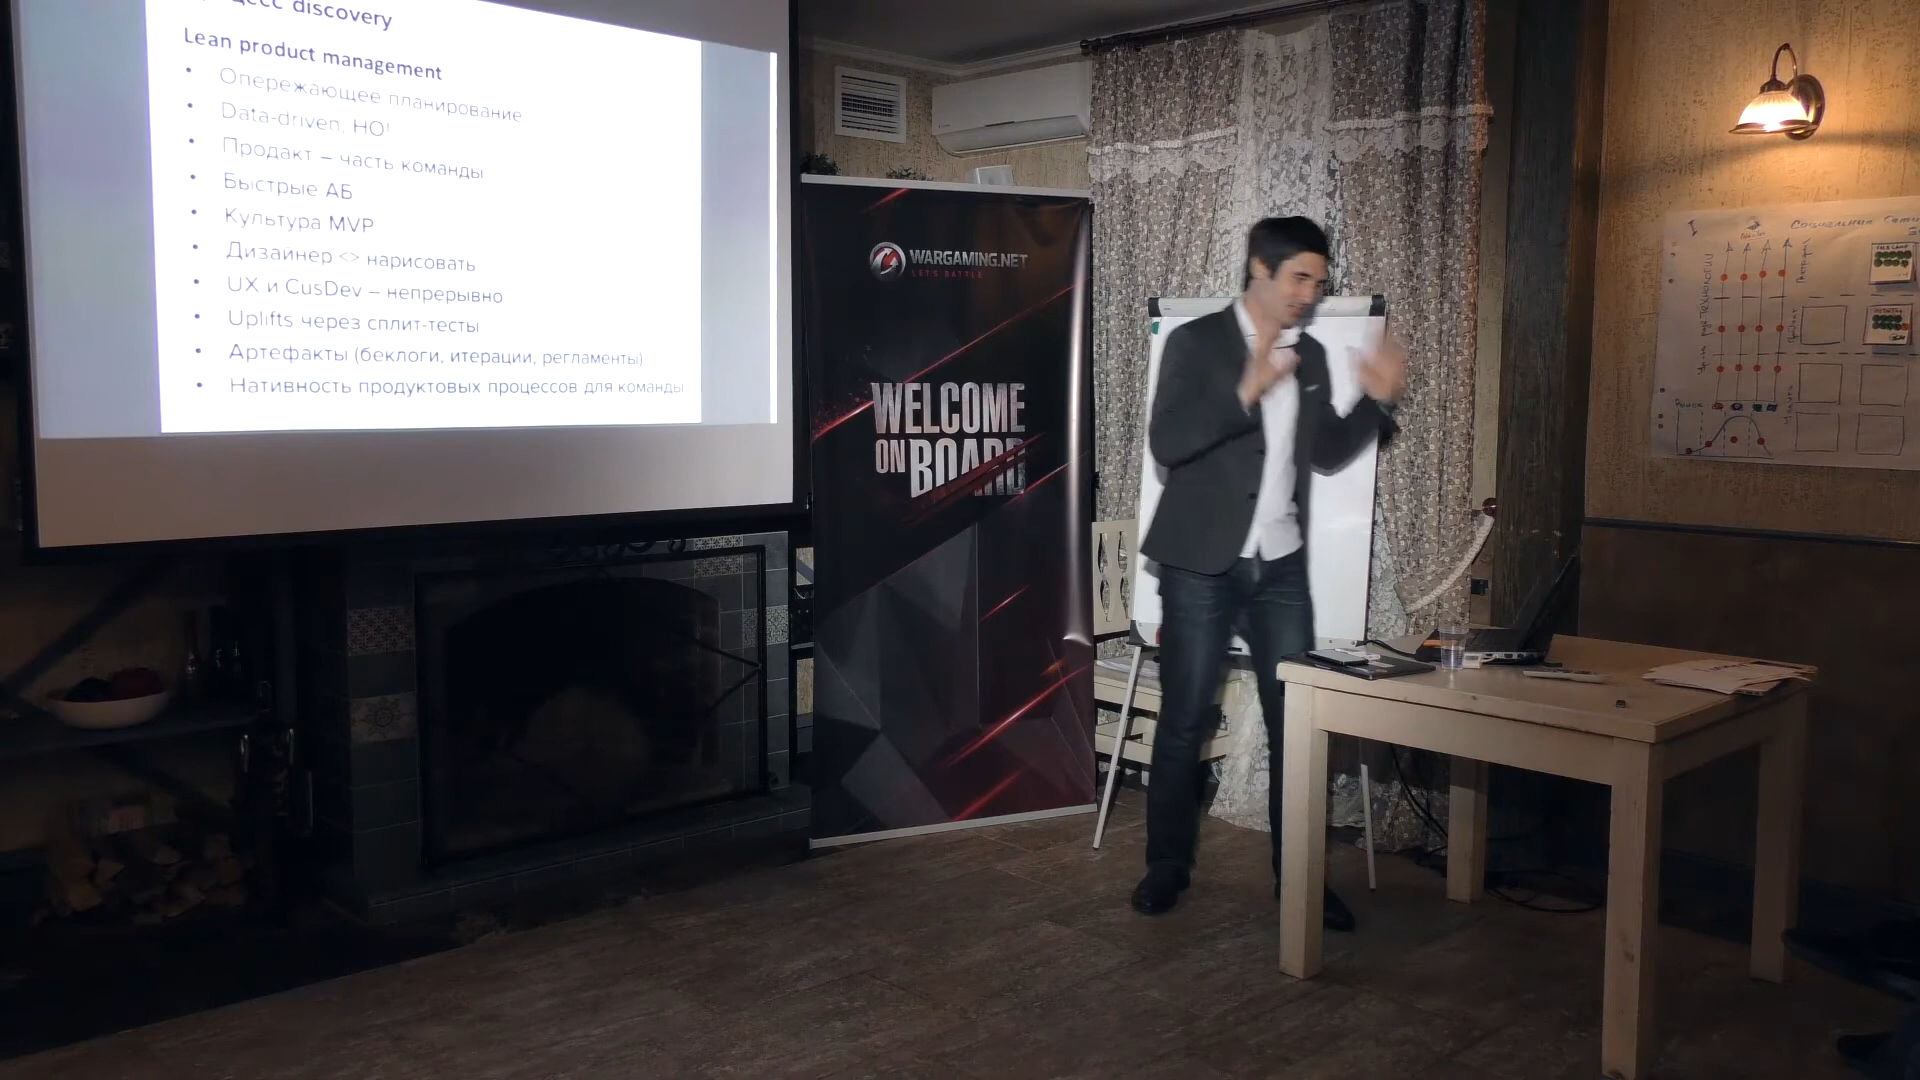 discovery
Lean product management
• Опережающее планирование
• Data-driven, НО!
• Продакт – часть команды
• Быстрые АБ
• Культура MVP
• Дизайнер <> нарисовать
• UX и CusDev – непрерывно
• Uplifts через сплит-тесты
• Артефакты (беклоги, итерации, регламенты)
• Нативность продуктовых процессов для команды
WARGAMING.NET
LET'S BATTLE
WELCOME
ON BOARD
I
Социальная
Рынок